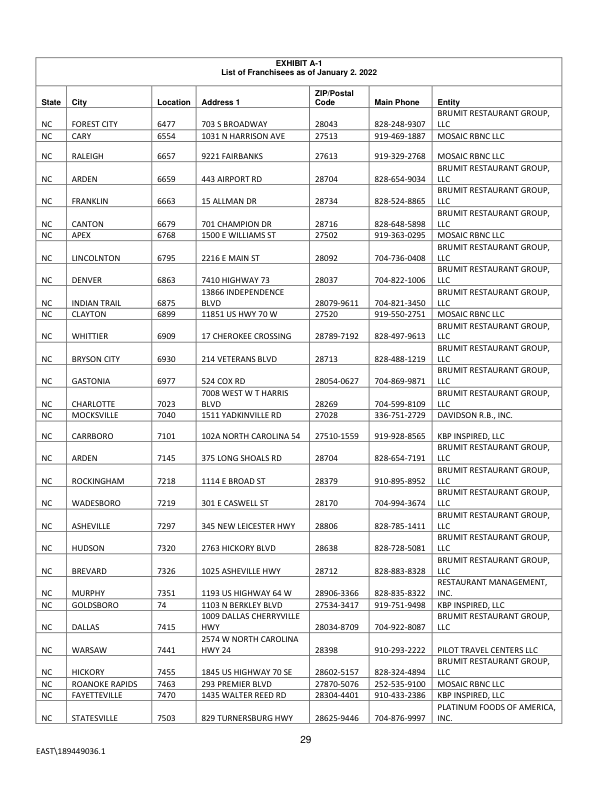 EXHIBIT A-1
List of Franchisees as of January 2. 2022
State City Location Address 1 ZIP/Postal Code Main Phone Entity
NC FOREST CITY 6477 703 S BROADWAY 28043 828-248-9307 BRUMIT RESTAURANT GROUP, LLC
NC CARY 6554 1031 N HARRISON AVE 27513 919-469-1887 MOSAIC RBNC LLC
NC RALEIGH 6657 9221 FAIRBANKS 27613 919-329-2768 MOSAIC RBNC LLC
NC ARDEN 6659 443 AIRPORT RD 28704 828-654-9034 BRUMIT RESTAURANT GROUP, LLC
NC FRANKLIN 6663 15 ALLMAN DR 28734 828-524-8865 BRUMIT RESTAURANT GROUP, LLC
NC CANTON 6679 701 CHAMPION DR 28716 828-648-5898 BRUMIT RESTAURANT GROUP, LLC
NC APEX 6768 1500 E WILLIAMS ST 27502 919-363-0295 MOSAIC RBNC LLC
NC LINCOLNTON 6795 2216 E MAIN ST 28092 704-736-0408 BRUMIT RESTAURANT GROUP, LLC
NC DENVER 6863 7410 HIGHWAY 73 28037 704-822-1006 BRUMIT RESTAURANT GROUP, LLC
NC INDIAN TRAIL 6875 13866 INDEPENDENCE BLVD 28079-9611 704-821-3450 BRUMIT RESTAURANT GROUP, LLC
NC CLAYTON 6899 11851 US HWY 70 W 27520 919-550-2751 MOSAIC RBNC LLC
NC WHITTIER 6909 17 CHEROKEE CROSSING 28789-7192 828-497-9613 BRUMIT RESTAURANT GROUP, LLC
NC BRYSON CITY 6930 214 VETERANS BLVD 28713 828-488-1219 BRUMIT RESTAURANT GROUP, LLC
NC GASTONIA 6977 524 COX RD 28054-0627 704-869-9871 BRUMIT RESTAURANT GROUP, LLC
NC CHARLOTTE 7023 7008 WEST W T HARRIS BLVD 28269 704-599-8109 BRUMIT RESTAURANT GROUP, LLC
NC MOCKSVILLE 7040 1511 YADKINVILLE RD 27028 336-751-2729 DAVIDSON R.B., INC.
NC CARRBORO 7101 102A NORTH CAROLINA 54 27510-1559 919-928-8565 KBP INSPIRED, LLC
NC ARDEN 7145 375 LONG SHOALS RD 28704 828-654-7191 BRUMIT RESTAURANT GROUP, LLC
NC ROCKINGHAM 7218 1114 E BROAD ST 28379 910-895-8952 BRUMIT RESTAURANT GROUP, LLC
NC WADESBORO 7219 301 E CASWELL ST 28170 704-994-3674 BRUMIT RESTAURANT GROUP, LLC
NC ASHEVILLE 7297 345 NEW LEICESTER HWY 28806 828-785-1411 BRUMIT RESTAURANT GROUP, LLC
NC HUDSON 7320 2763 HICKORY BLVD 28638 828-728-5081 BRUMIT RESTAURANT GROUP, LLC
NC BREVARD 7326 1025 ASHEVILLE HWY 28712 828-883-8328 BRUMIT RESTAURANT GROUP, LLC
NC MURPHY 7351 1193 US HIGHWAY 64 W 28906-3366 828-835-8322 RESTAURANT MANAGEMENT, INC.
NC GOLDSBORO 74 1103 N BERKLEY BLVD 27534-3417 919-751-9498 KBP INSPIRED, LLC
NC DALLAS 7415 1009 DALLAS CHERRYVILLE HWY 28034-8709 704-922-8087 BRUMIT RESTAURANT GROUP, LLC
NC WARSAW 7441 2574 W NORTH CAROLINA HWY 24 28398 910-293-2222 PILOT TRAVEL CENTERS LLC
NC HICKORY 7455 1845 US HIGHWAY 70 SE 28602-5157 828-324-4894 BRUMIT RESTAURANT GROUP, LLC
NC ROANOKE RAPIDS 7463 293 PREMIER BLVD 27870-5076 252-535-9100 MOSAIC RBNC LLC
NC FAYETTEVILLE 7470 1435 WALTER REED RD 28304-4401 910-433-2386 KBP INSPIRED, LLC
NC STATESVILLE 7503 829 TURNERSBURG HWY 28625-9446 704-876-9997 PLATINUM FOODS OF AMERICA, INC.
29
EAST\189449036.1